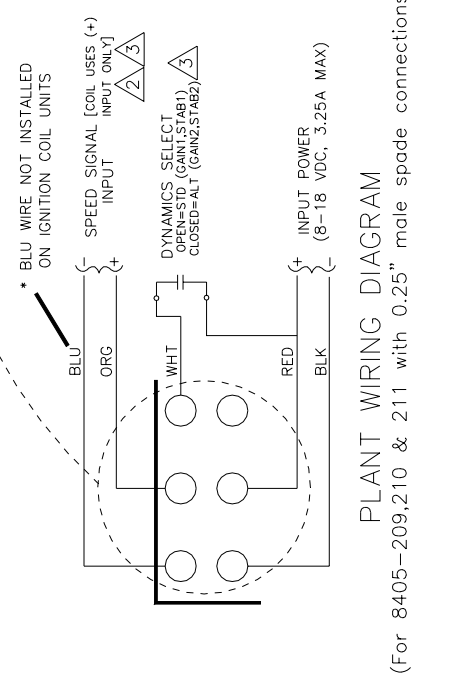 * BLU WIRE NOT INSTALLED
ON IGNITION COIL UNITS
BLU
-
SPEED SIGNAL [COIL USES (+)
INPUT INPUT ONLY]
2 3
ORG
+
WHT
DYNAMICS SELECT
OPEN=STD (GAIN1,STAB1)
CLOSED=ALT (GAIN2,STAB2)
3
RED
+
INPUT POWER
(8-18 VDC, 3.25A MAX)
BLK
-
PLANT WIRING DIAGRAM
(For 8405-209,210 & 211 with 0.25" male spade connections